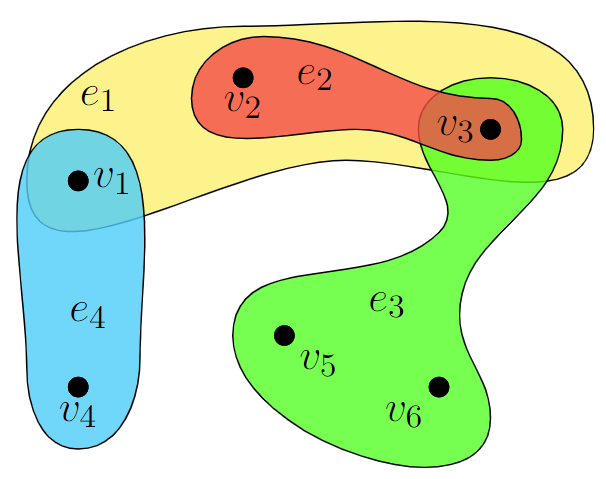 e₁
e₂
v₂
v₃
v₁
e₃
e₄
v₅
v₄
v₆